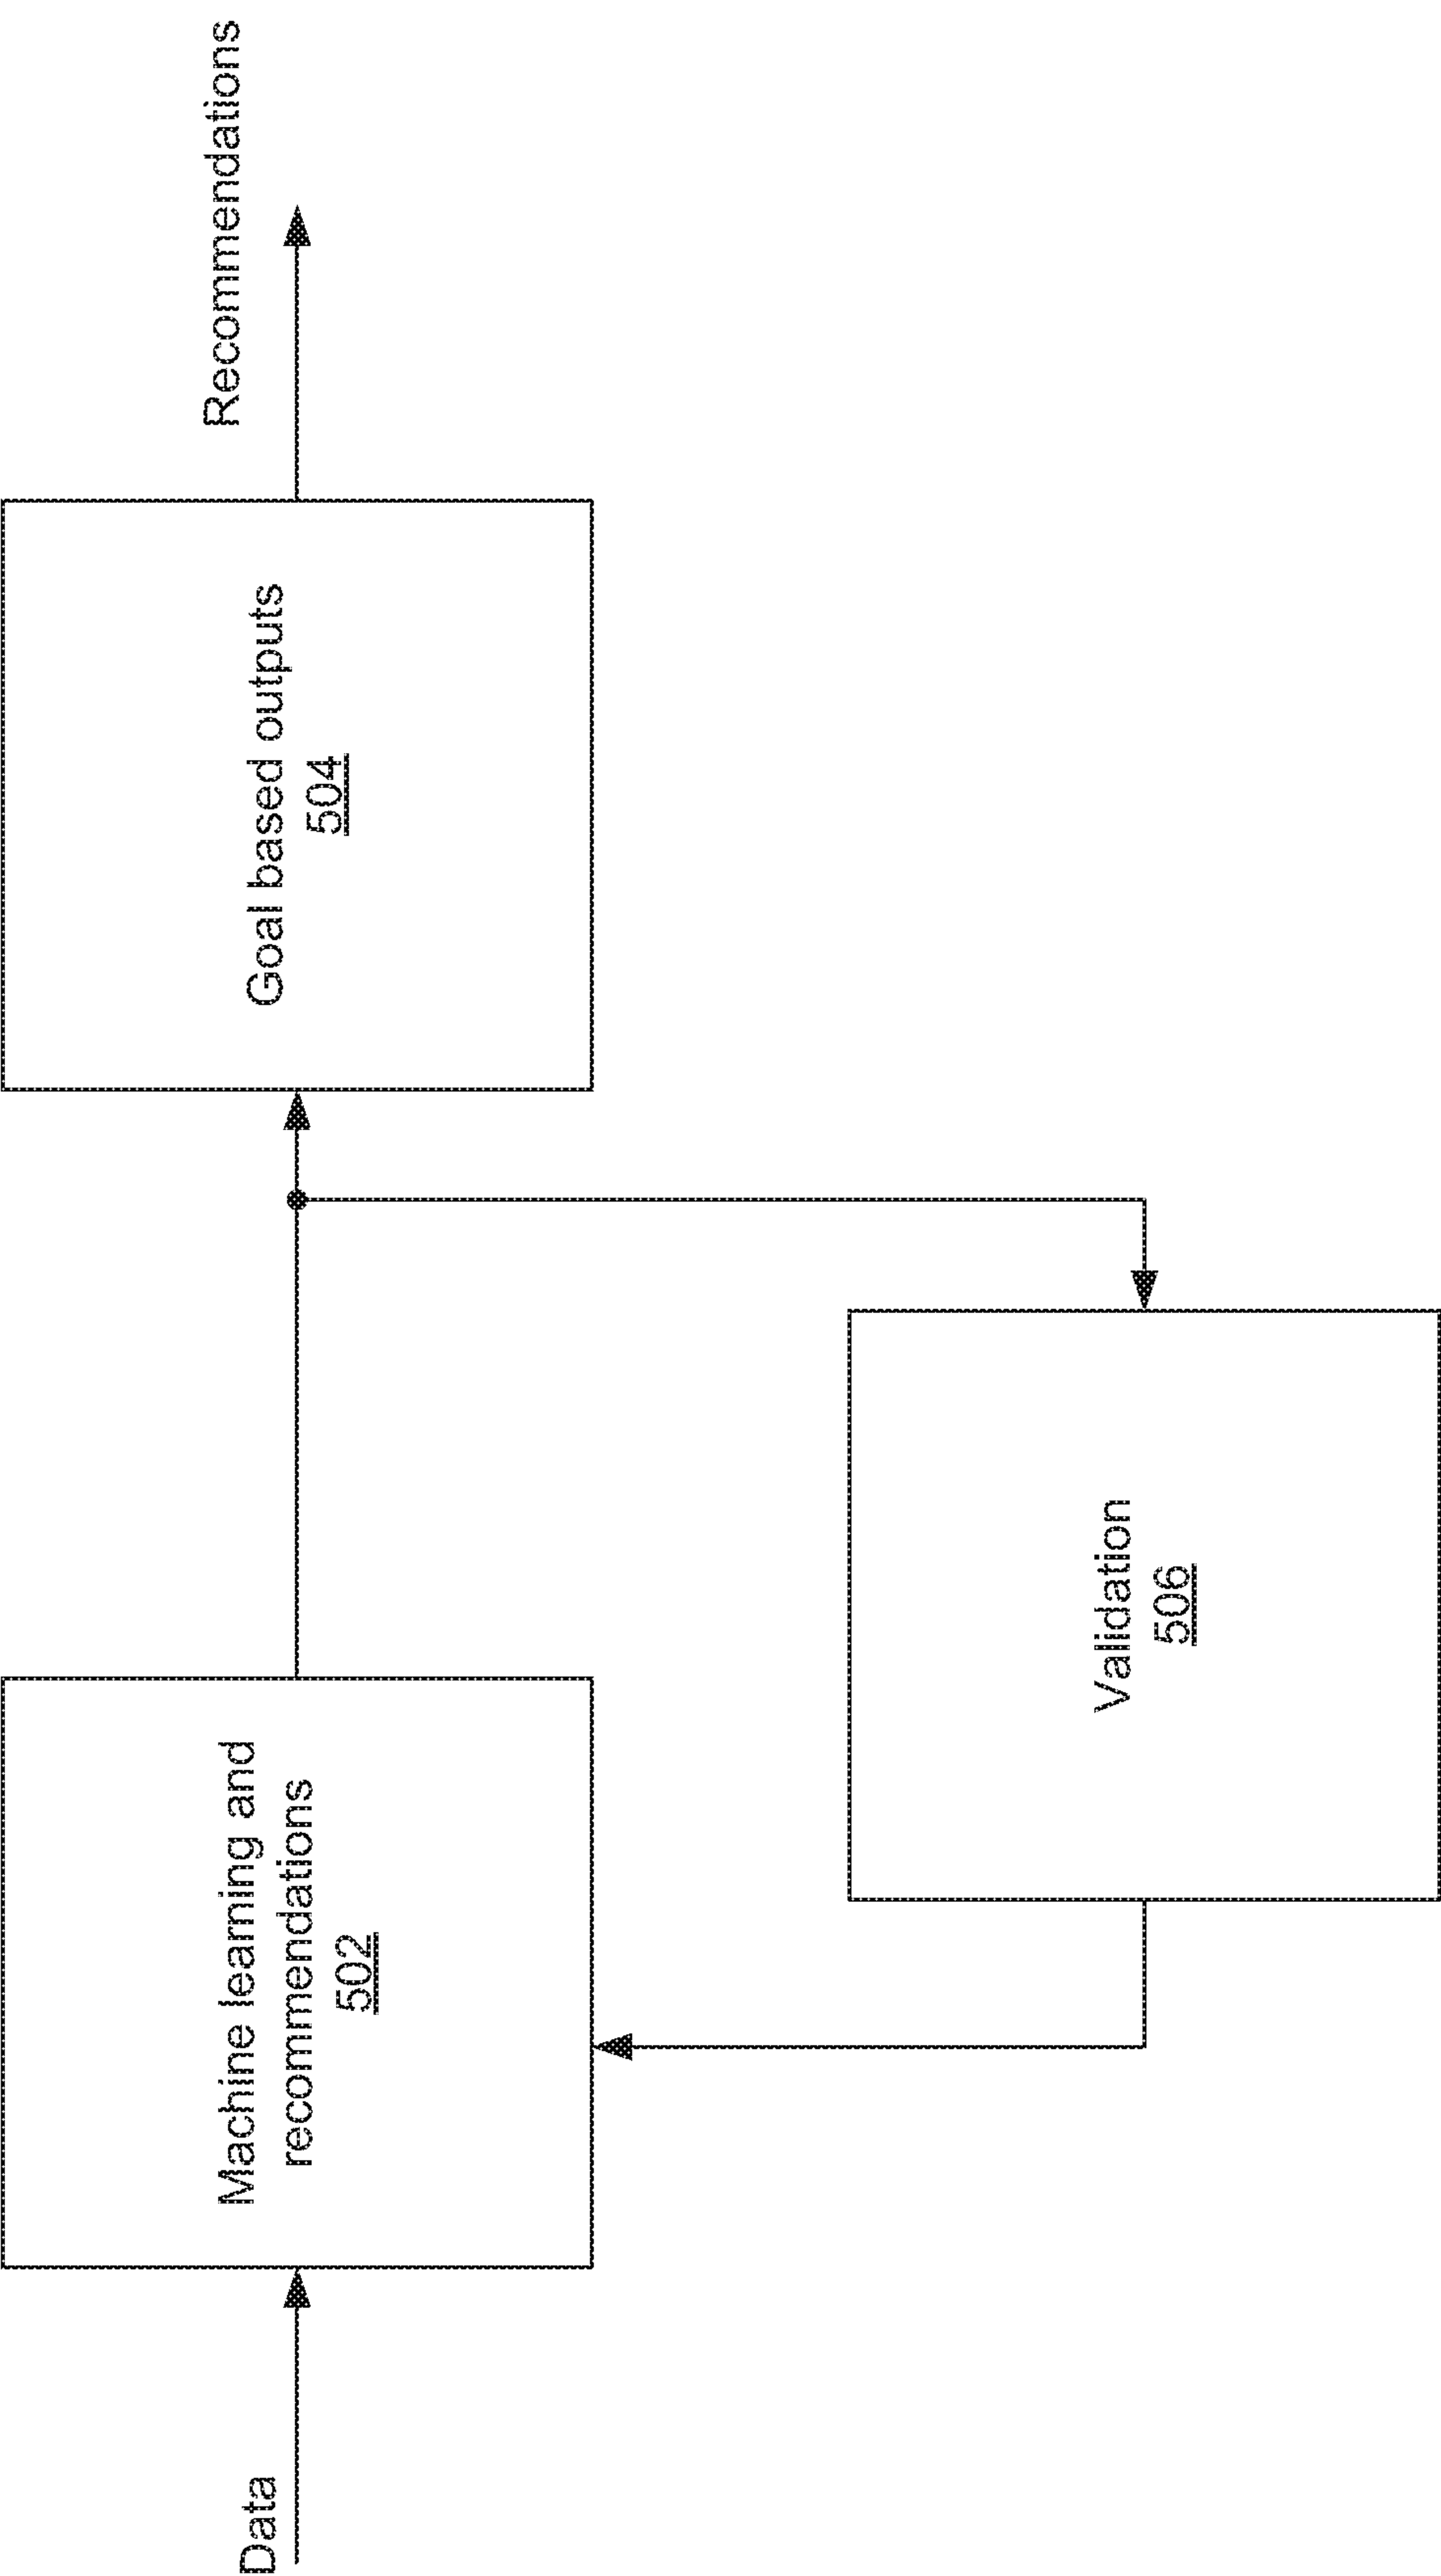 Data
Machine learning and
recommendations
502
Goal based outputs
504
Recommendations
Validation
506